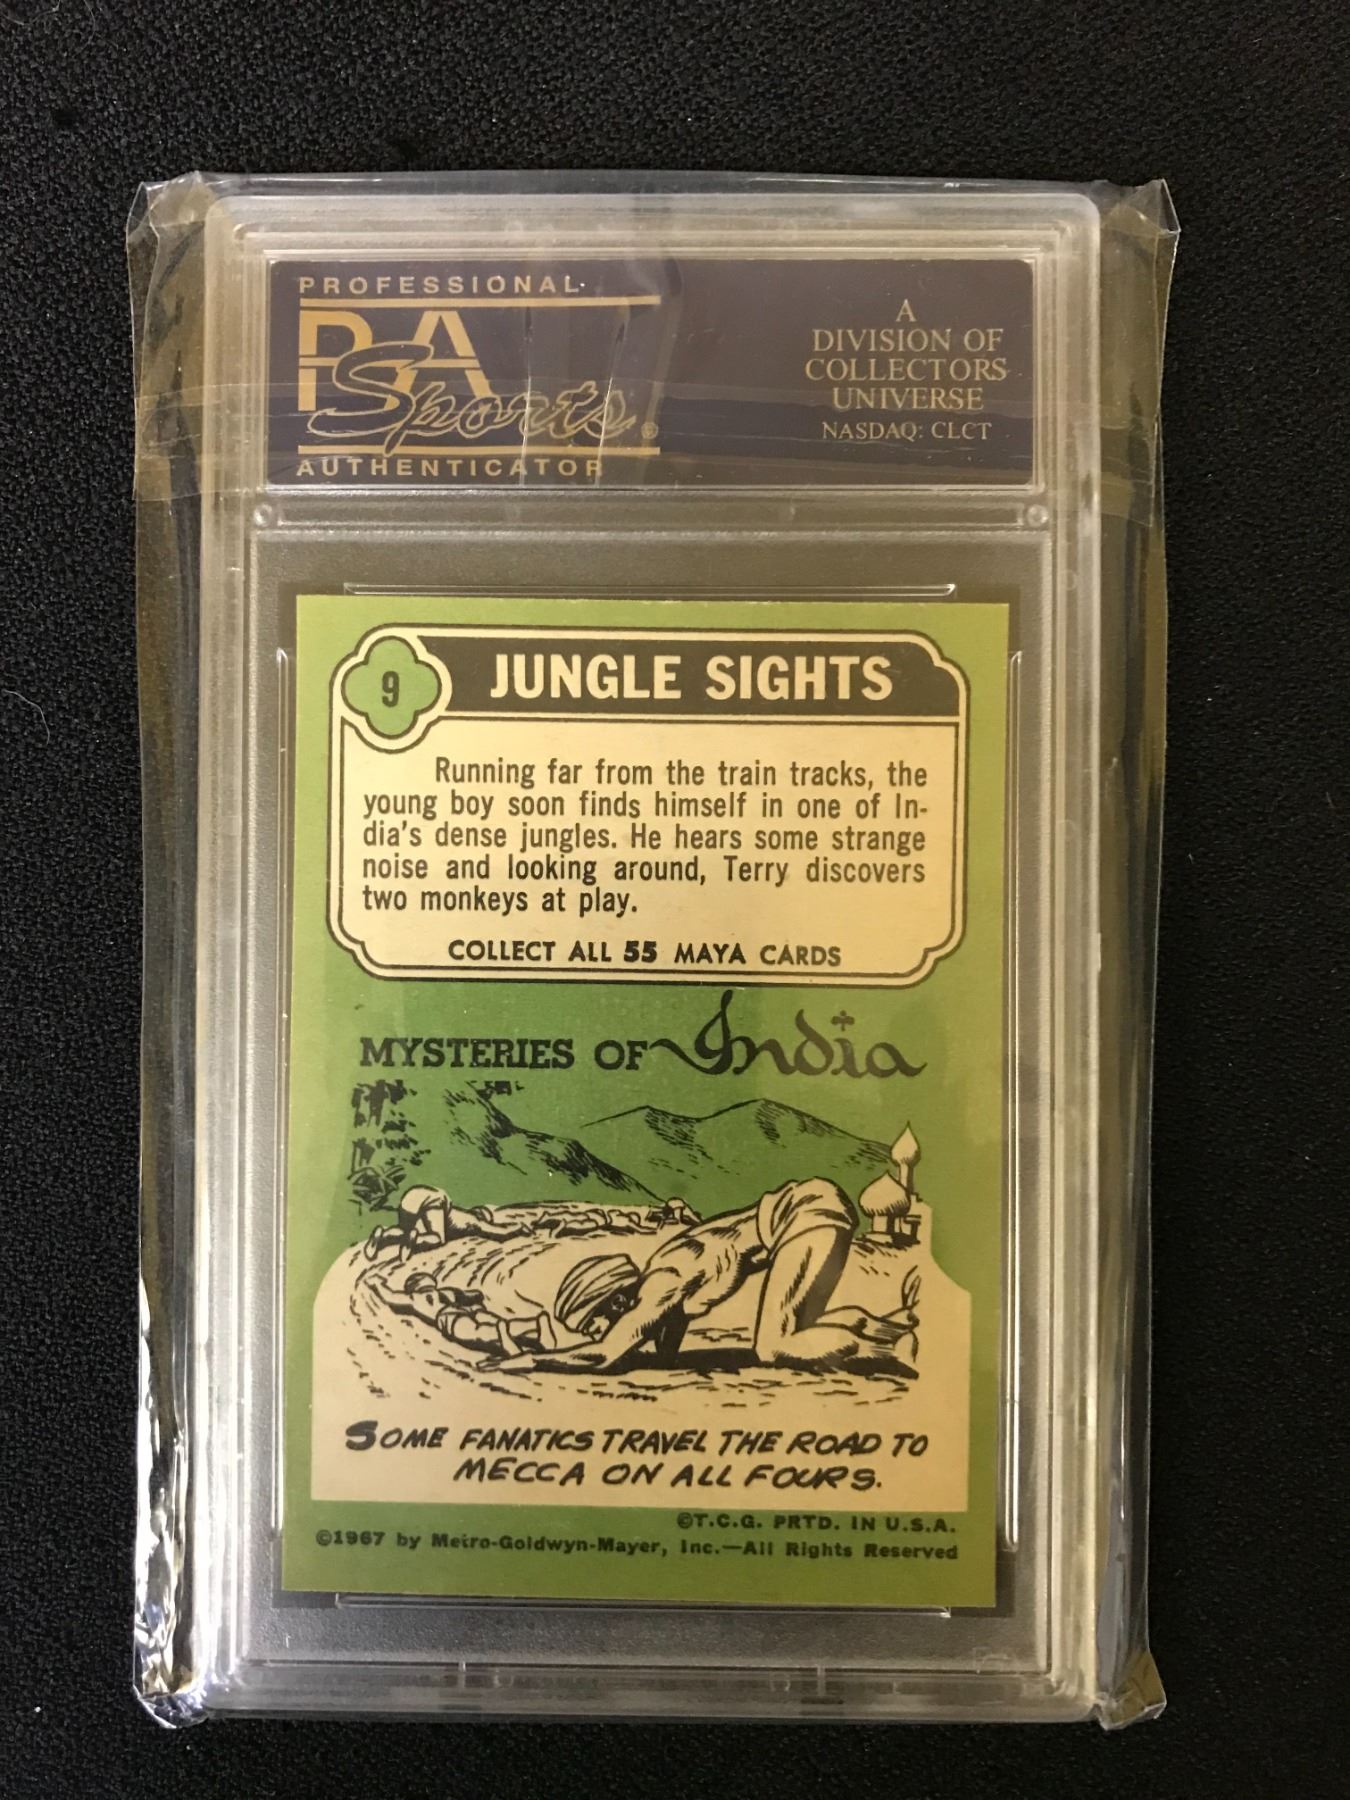 PROFESSIONAL
PSA
Sports®
AUTHENTICATOR
A
DIVISION OF
COLLECTORS
UNIVERSE
NASDAQ: CLCT
9
JUNGLE SIGHTS
Running far from the train tracks, the
young boy soon finds himself in one of In-
dia's dense jungles. He hears some strange
noise and looking around, Terry discovers
two monkeys at play.
COLLECT ALL 55 MAYA CARDS
MYSTERIES OF India
SOME FANATICS TRAVEL THE ROAD TO
MECCA ON ALL FOURS.
©T.C.G. PRTD. IN U.S.A.
©1967 by Metro-Goldwyn-Mayer, Inc.—All Rights Reserved